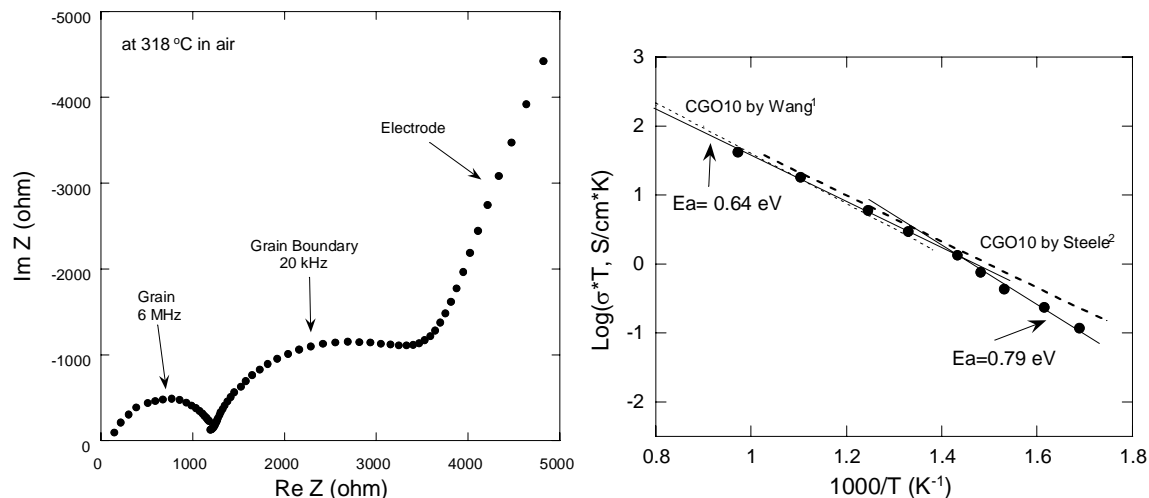 at 318 °C in air
Electrode
Grain Boundary
20 kHz
Grain
6 MHz
-5000
-4000
-3000
-2000
-1000
0
Im Z (ohm)
0
1000
2000
3000
4000
5000
Re Z (ohm)
CGO10 by Wang¹
Ea= 0.64 eV
CGO10 by Steele²
Ea=0.79 eV
3
2
1
0
-1
-2
Log(σ*T, S/cm*K)
0.8
1
1.2
1.4
1.6
1.8
1000/T (K⁻¹)